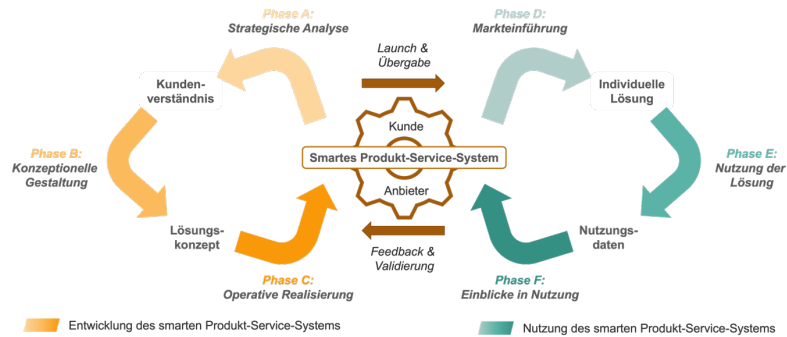 Phase A:
Strategische Analyse
Phase D:
Markteinführung
Launch &
Übergabe
Kunden-
verständnis
Individuelle
Lösung
Kunde
Phase B:
Konzeptionelle
Gestaltung
Smartes Produkt-Service-System
Phase E:
Nutzung der
Lösung
Anbieter
Lösungs-
konzept
Nutzungs-
daten
Feedback &
Validierung
Phase C:
Operative Realisierung
Phase F:
Einblicke in Nutzung
Entwicklung des smarten Produkt-Service-Systems
Nutzung des smarten Produkt-Service-Systems